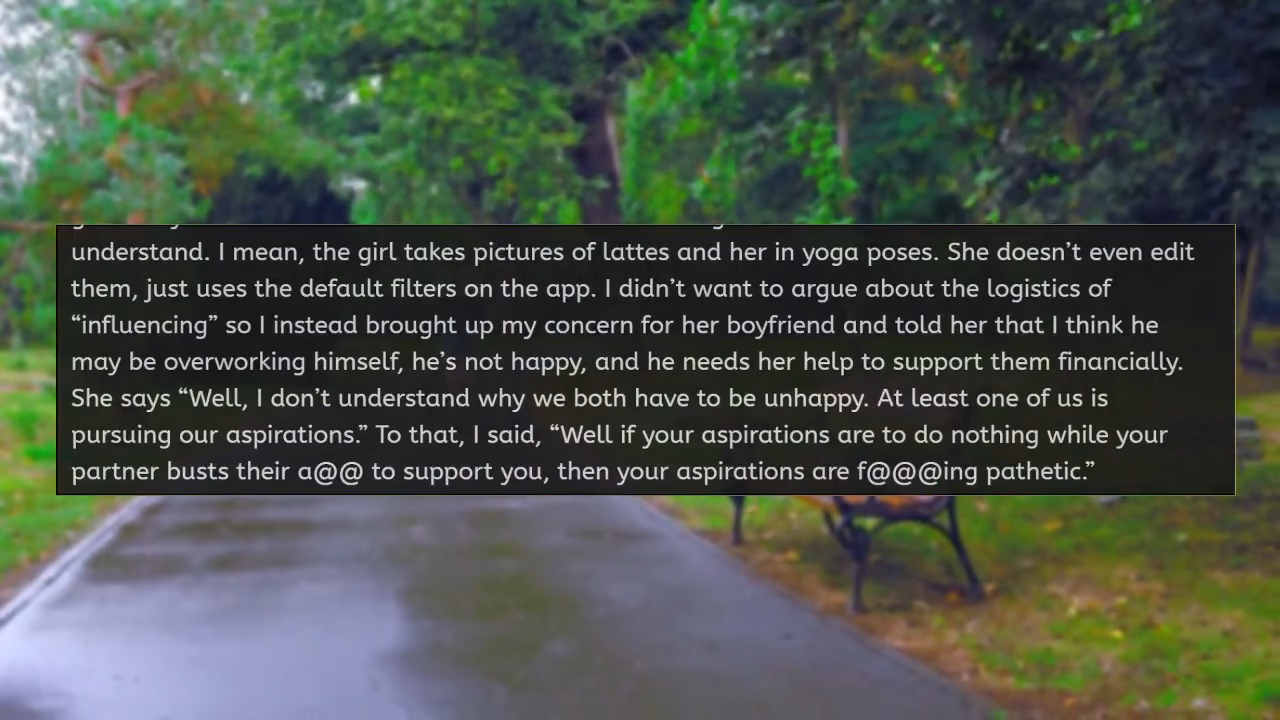 understand. I mean, the girl takes pictures of lattes and her in yoga poses. She doesn’t even edit
them, just uses the default filters on the app. I didn’t want to argue about the logistics of
“influencing” so I instead brought up my concern for her boyfriend and told her that I think he
may be overworking himself, he’s not happy, and he needs her help to support them financially.
She says “Well, I don’t understand why we both have to be unhappy. At least one of us is
pursuing our aspirations.” To that, I said, “Well if your aspirations are to do nothing while your
partner busts their a@@ to support you, then your aspirations are f@@@ing pathetic.”